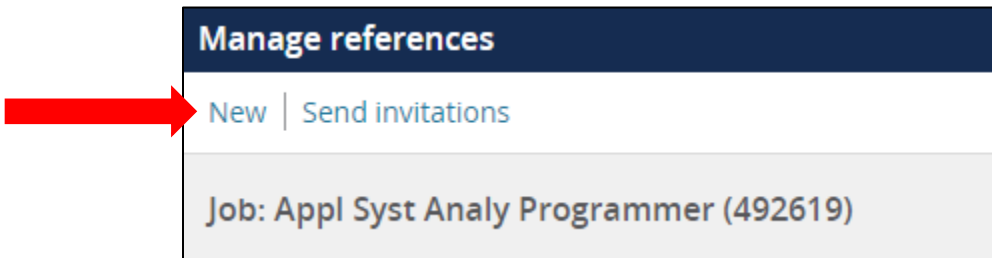 Manage references
New | Send invitations
Job: Appl Syst Analy Programmer (492619)